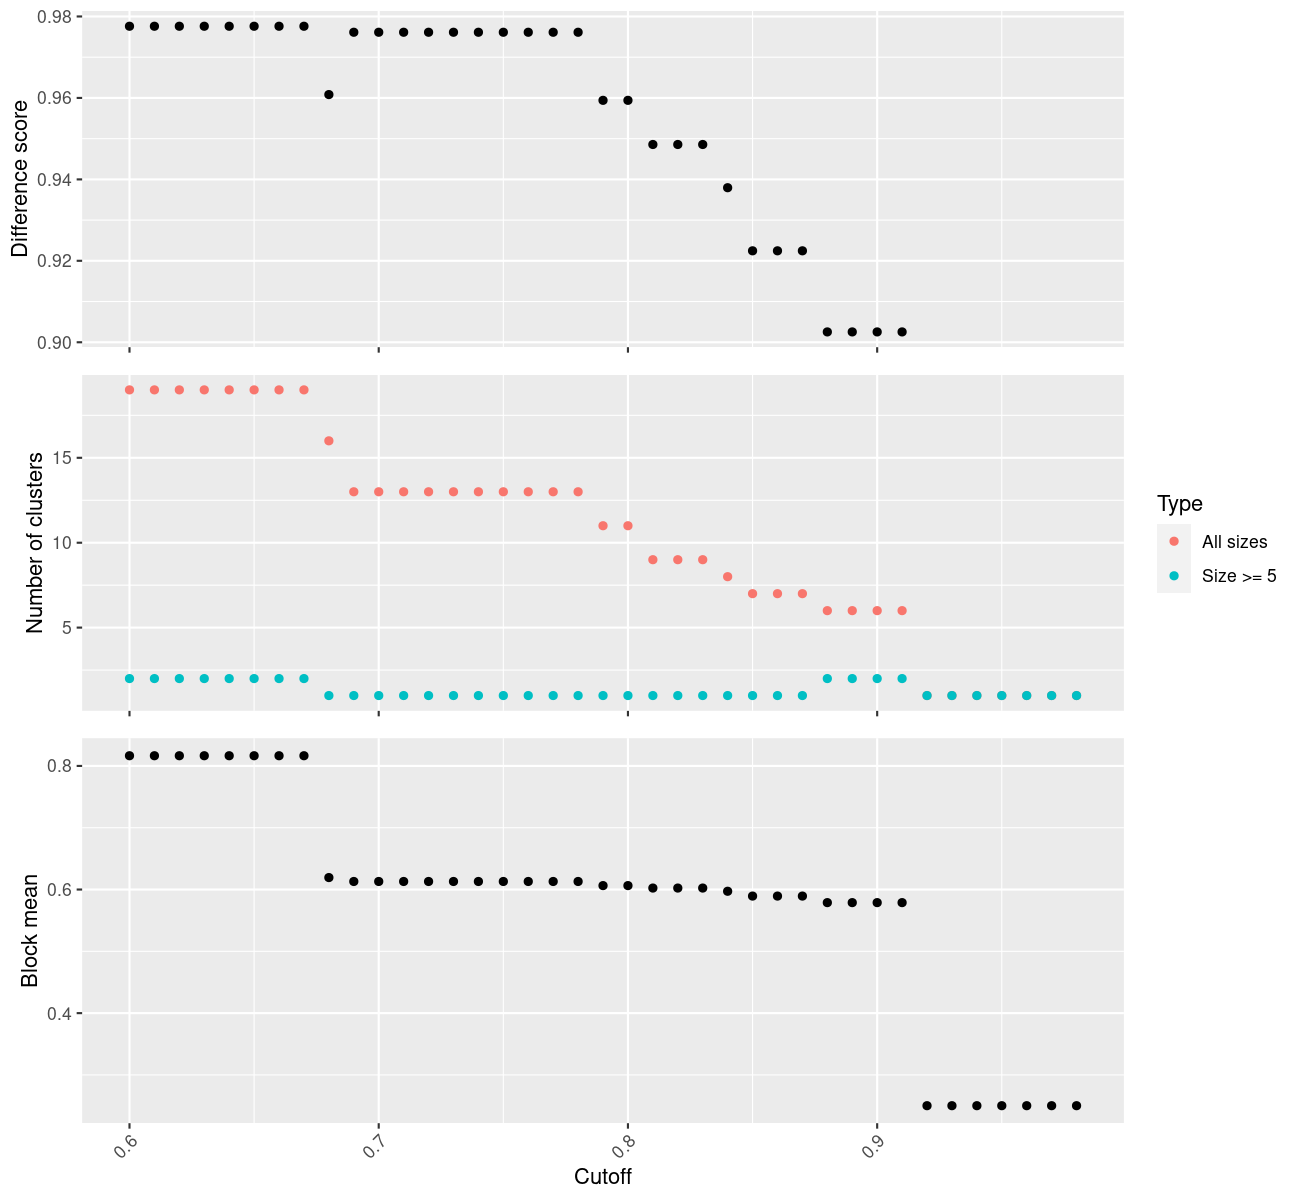 0.98
0.96
0.94
0.92
0.90
Difference score
15
10
5
Number of clusters
Type
All sizes
Size >= 5
0.8
0.6
0.4
Block mean
0.6
0.7
0.8
0.9
Cutoff